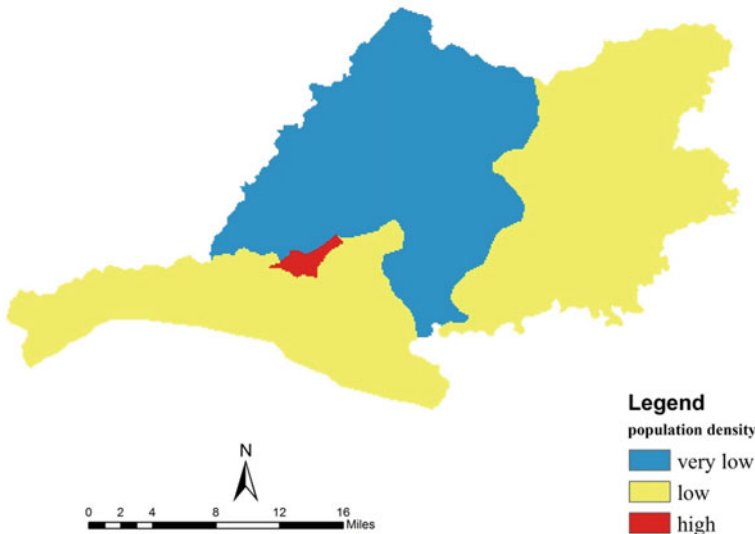 Legend
population density
very low
low
high
N
0 2 4 8 12 16
Miles